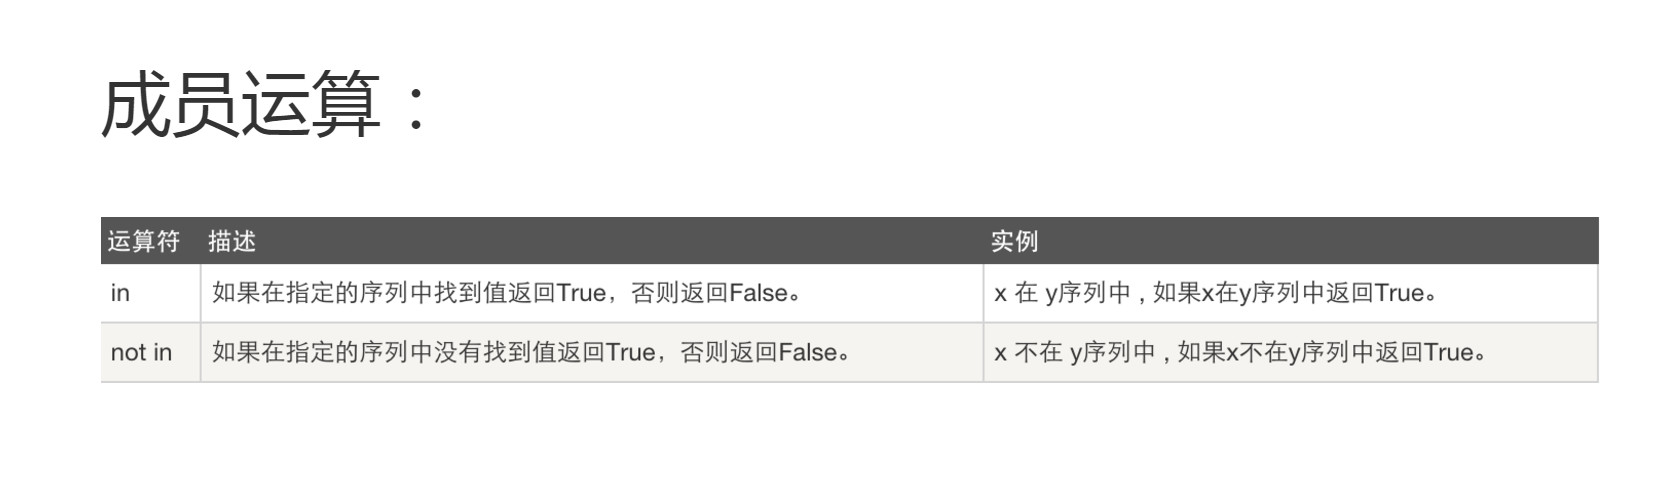 成员运算：
运算符 描述 实例
in 如果在指定的序列中找到值返回True，否则返回False。 x 在 y序列中 , 如果x在y序列中返回True。
not in 如果在指定的序列中没有找到值返回True，否则返回False。 x 不在 y序列中 , 如果x不在y序列中返回True。